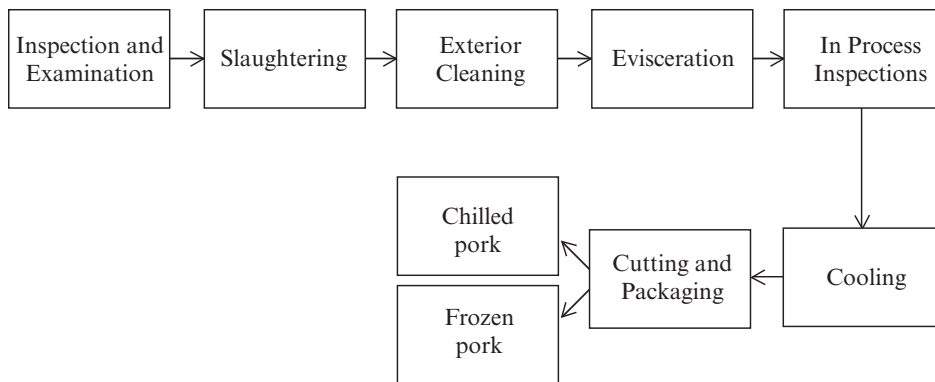 Inspection and
Examination
Slaughtering
Exterior
Cleaning
Evisceration
In Process
Inspections
Cooling
Cutting and
Packaging
Chilled
pork
Frozen
pork